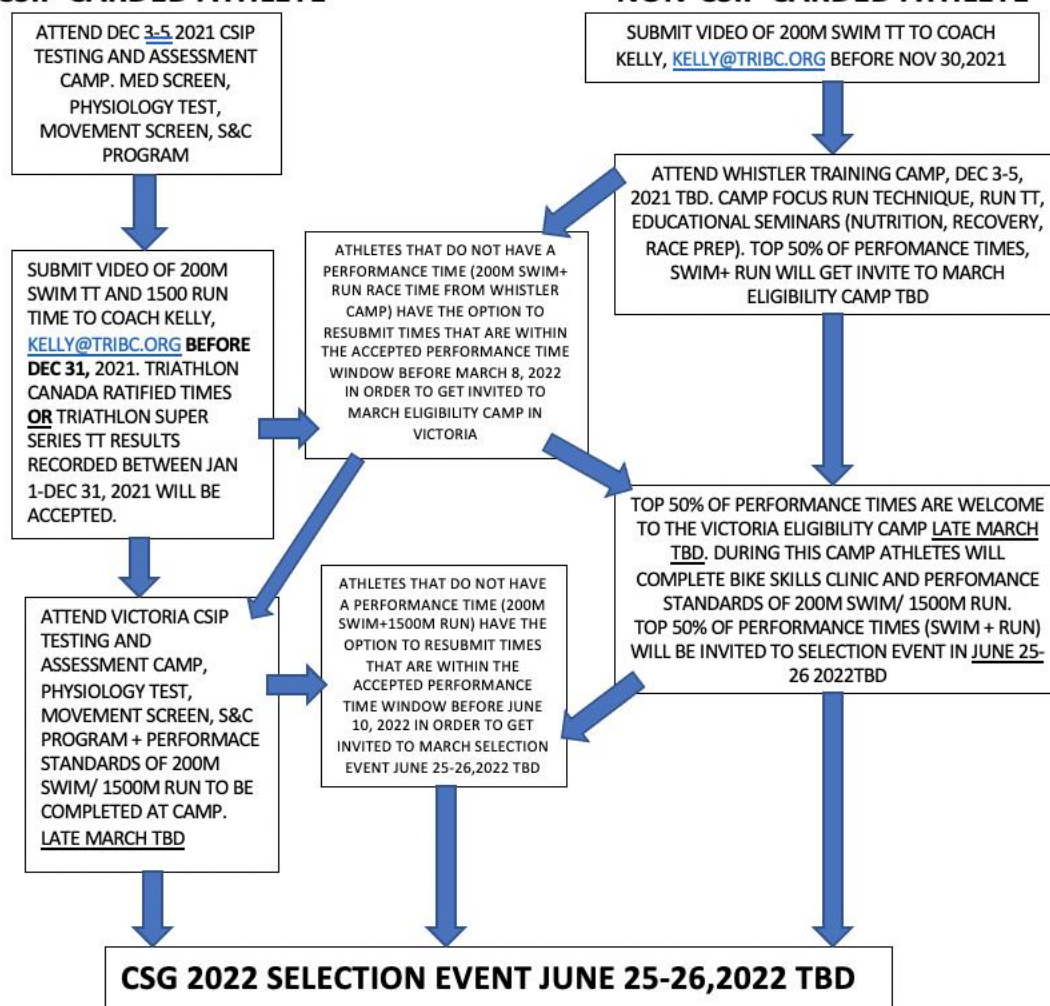 CSIP CARDED ATHLETE
NON-CSIP CARDED ATHLETE
ATTEND DEC 3-5 2021 CSIP
TESTING AND ASSESSMENT
CAMP. MED SCREEN,
PHYSIOLOGY TEST,
MOVEMENT SCREEN, S&C
PROGRAM
SUBMIT VIDEO OF 200M SWIM TT TO COACH
KELLY, KELLY@TRIBC.ORG BEFORE NOV 30,2021
ATTEND WHISTLER TRAINING CAMP, DEC 3-5,
2021 TBD. CAMP FOCUS RUN TECHNIQUE, RUN TT,
EDUCATIONAL SEMINARS (NUTRITION, RECOVERY,
RACE PREP). TOP 50% OF PERFOMANCE TIMES,
SWIM+ RUN WILL GET INVITE TO MARCH
ELIGIBILITY CAMP TBD
SUBMIT VIDEO OF 200M
SWIM TT AND 1500 RUN
TIME TO COACH KELLY,
KELLY@TRIBC.ORG BEFORE
DEC 31, 2021. TRIATHLON
CANADA RATIFIED TIMES
OR TRIATHLON SUPER
SERIES TT RESULTS
RECORDED BETWEEN JAN
1-DEC 31, 2021 WILL BE
ACCEPTED.
ATHLETES THAT DO NOT HAVE A
PERFORMANCE TIME (200M SWIM+
RUN RACE TIME FROM WHISTLER
CAMP) HAVE THE OPTION TO
RESUBMIT TIMES THAT ARE WITHIN
THE ACCEPTED PERFORMANCE TIME
WINDOW BEFORE MARCH 8, 2022
IN ORDER TO GET INVITED TO
MARCH ELIGIBILITY CAMP IN
VICTORIA
TOP 50% OF PERFORMANCE TIMES ARE WELCOME
TO THE VICTORIA ELIGIBILITY CAMP LATE MARCH
TBD. DURING THIS CAMP ATHLETES WILL
COMPLETE BIKE SKILLS CLINIC AND PERFOMANCE
STANDARDS OF 200M SWIM/ 1500M RUN.
TOP 50% OF PERFORMANCE TIMES (SWIM + RUN)
WILL BE INVITED TO SELECTION EVENT IN JUNE 25-
26 2022TBD
ATTEND VICTORIA CSIP
TESTING AND
ASSESSMENT CAMP,
PHYSIOLOGY TEST,
MOVEMENT SCREEN, S&C
PROGRAM + PERFORMACE
STANDARDS OF 200M
SWIM/ 1500M RUN TO BE
COMPLETED AT CAMP.
LATE MARCH TBD
ATHLETES THAT DO NOT HAVE
A PERFORMANCE TIME (200M
SWIM+1500M RUN) HAVE THE
OPTION TO RESUBMIT TIMES
THAT ARE WITHIN THE
ACCEPTED PERFORMANCE
TIME WINDOW BEFORE JUNE
10, 2022 IN ORDER TO GET
INVITED TO MARCH SELECTION
EVENT JUNE 25-26,2022 TBD
CSG 2022 SELECTION EVENT JUNE 25-26,2022 TBD